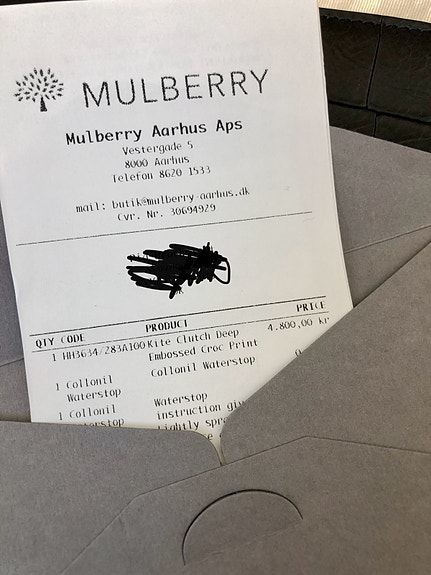 MULBERRY
Mulberry Aarhus Aps
Vestergade 5
8000 Aarhus
Telefon 8620 1533
mail: butik@mulberry-aarhus.dk
Cvr. Nr. 30694929
QTY CODE PRODUCT PRICE
1 HH3634/283A100 Kite Clutch Deep 4.800,00 kr
Embossed Croc Print
1 Collonil Collonil Waterstop
Waterstop
1 Collonil Waterstop
instruction
lightly